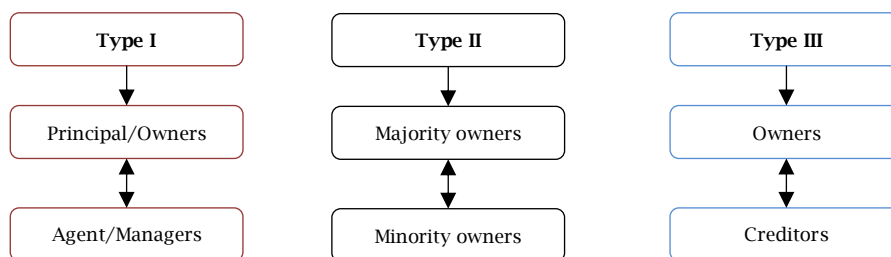 Type I
Type II
Type III
Principal/Owners
Majority owners
Owners
Agent/Managers
Minority owners
Creditors